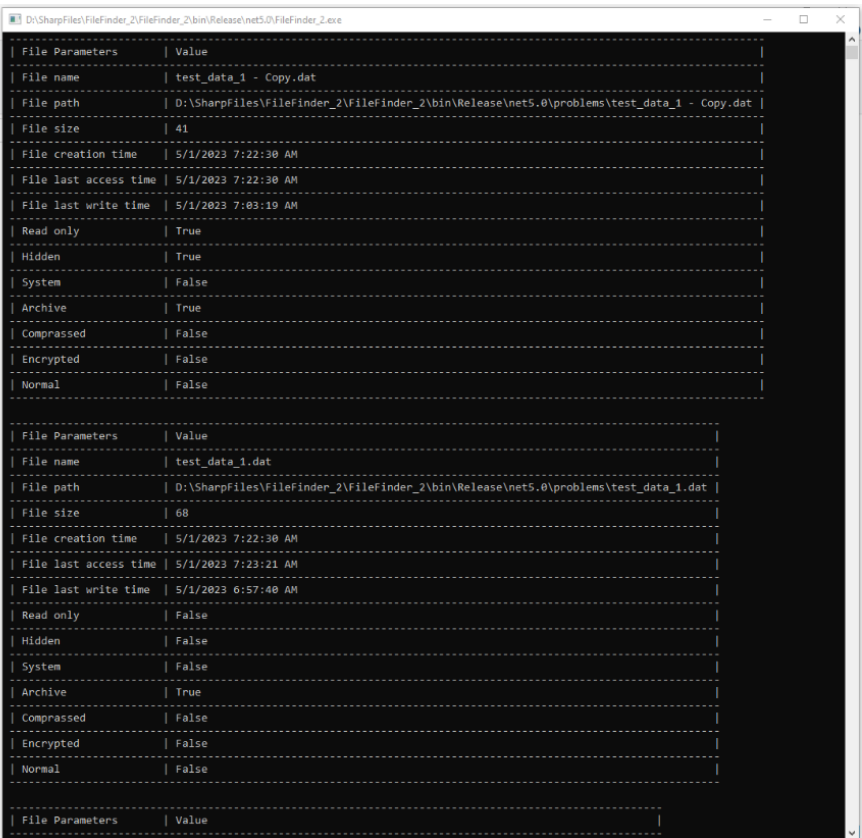 D:\SharpFiles\FileFinder_2\FileFinder_2\bin\Release\net5.0\FileFinder_2.exe
| File Parameters | Value |
| File name | test_data_1 - Copy.dat |
| File path | D:\SharpFiles\FileFinder_2\FileFinder_2\bin\Release\net5.0\problems\test_data_1 - Copy.dat |
| File size | 41 |
| File creation time | 5/1/2023 7:22:30 AM |
| File last access time | 5/1/2023 7:22:30 AM |
| File last write time | 5/1/2023 7:03:19 AM |
| Read only | True |
| Hidden | True |
| System | False |
| Archive | True |
| Comprassed | False |
| Encrypted | False |
| Normal | False |
| File Parameters | Value |
| File name | test_data_1.dat |
| File path | D:\SharpFiles\FileFinder_2\FileFinder_2\bin\Release\net5.0\problems\test_data_1.dat |
| File size | 68 |
| File creation time | 5/1/2023 7:22:30 AM |
| File last access time | 5/1/2023 7:23:21 AM |
| File last write time | 5/1/2023 6:57:40 AM |
| Read only | False |
| Hidden | False |
| System | False |
| Archive | True |
| Comprassed | False |
| Encrypted | False |
| Normal | False |
| File Parameters | Value |